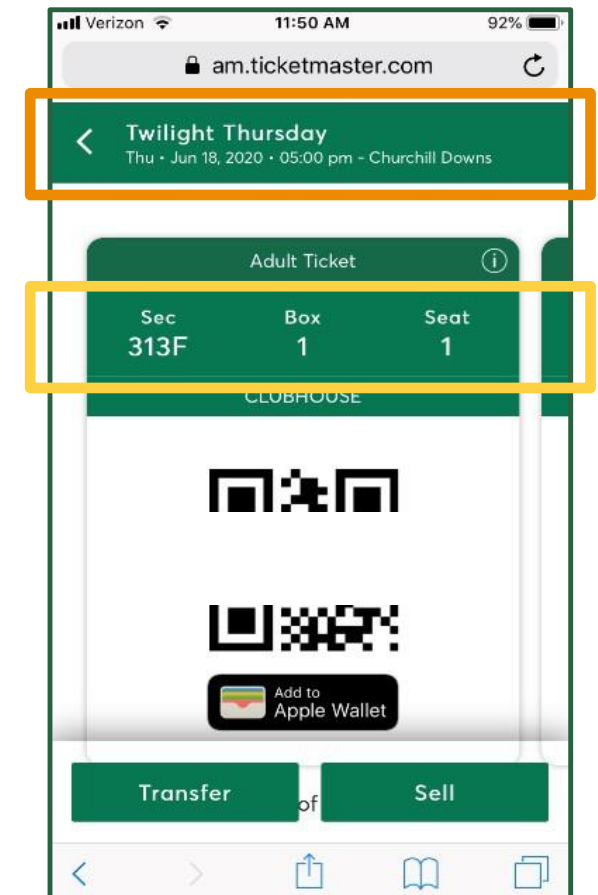 Verizon 11:50 AM 92%
am.ticketmaster.com
Twilight Thursday
Thu • Jun 18, 2020 • 05:00 pm - Churchill Downs
Adult Ticket
Sec Box Seat
313F 1 1
CLUBHOUSE
Add to
Apple Wallet
Transfer of Sell